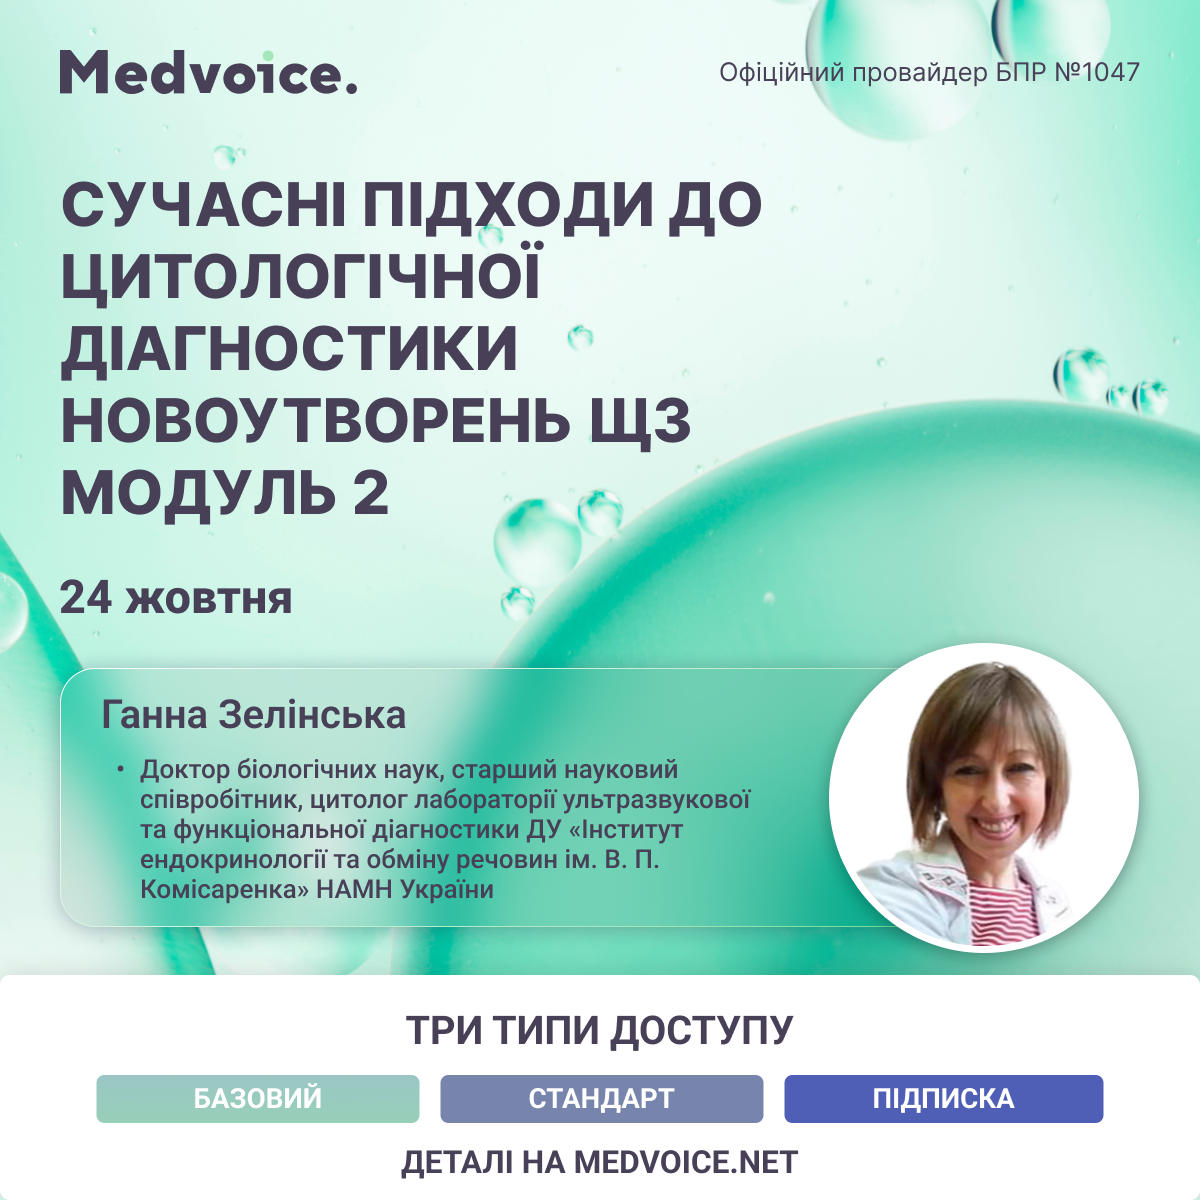 Medvoice.
Офіційний провайдер БПР №1047
СУЧАСНІ ПІДХОДИ ДО
ЦИТОЛОГІЧНОЇ
ДІАГНОСТИКИ
НОВОУТВОРЕНЬ ЩЗ
МОДУЛЬ 2
24 жовтня
Ганна Зелінська
• Доктор біологічних наук, старший науковий
співробітник, цитолог лабораторії ультразвукової
та функціональної діагностики ДУ «Інститут
ендокринології та обміну речовин ім. В. П.
Комісаренка» НАМН України
ТРИ ТИПИ ДОСТУПУ
БАЗОВИЙ
СТАНДАРТ
ПІДПИСКА
ДЕТАЛІ НА MEDVOICE.NET